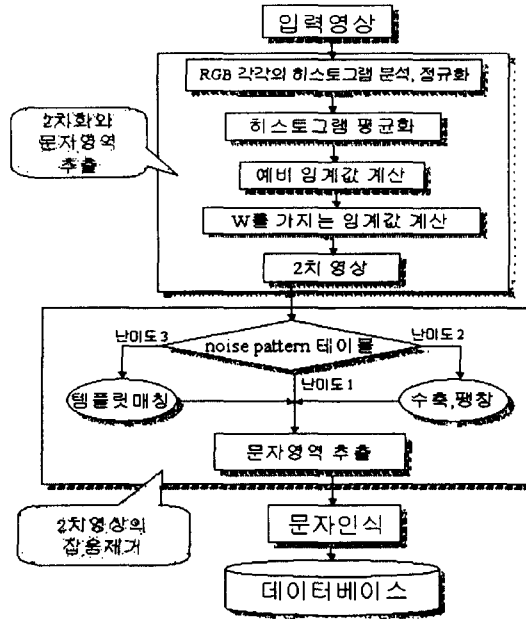 입력영상
RGB 각각의 히스토그램 분석, 정규화
히스토그램 평균화
예비 임계값 계산
W를 가지는 임계값 계산
2치 영상
2치화와
문자영역
추출
난미도3
noise pattern 테이블
난미도2
난미도1
템플릿매칭
수축,팽창
문자영역 추출
2치영상의
잡음제거
문자인식
데이터베이스